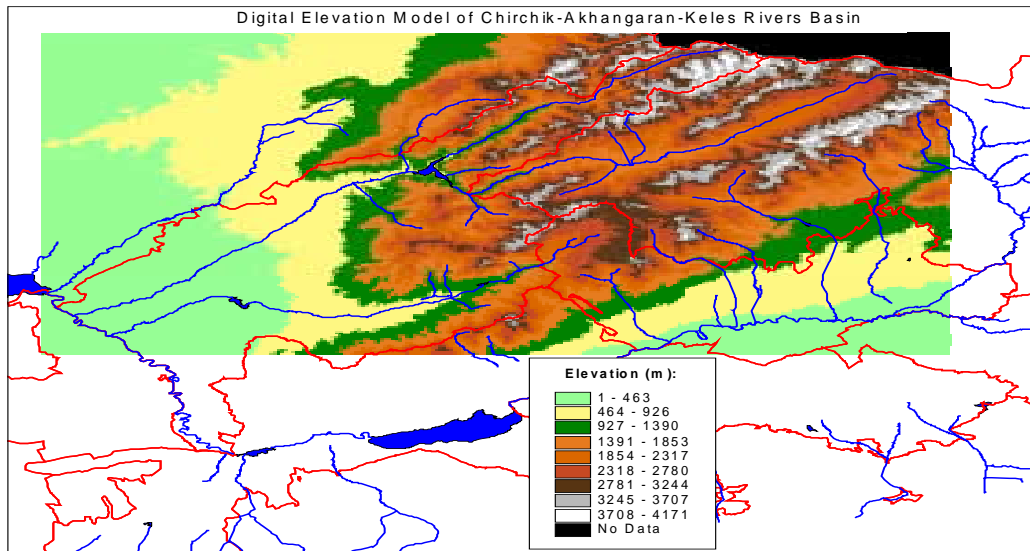 Digital Elevation Model of Chirchik-Akhangaran-Keles Rivers Basin
Elevation (m):
1 - 463
464 - 926
927 - 1390
1391 - 1853
1854 - 2317
2318 - 2780
2781 - 3244
3245 - 3707
3708 - 4171
No Data